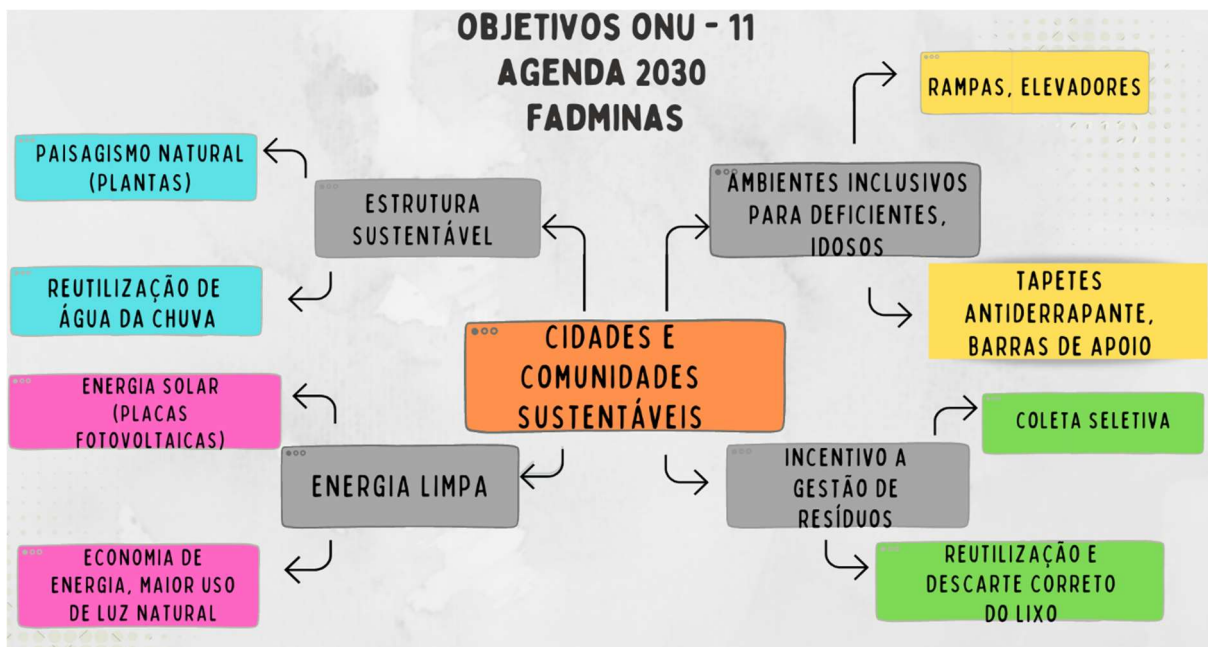 OBJETIVOS ONU - 11
AGENDA 2030
FADMINAS
RAMPAS, ELEVADORES
PAISAGISMO NATURAL
(PLANTAS)
ESTRUTURA
SUSTENTÁVEL
AMBIENTES INCLUSIVOS
PARA DEFICIENTES,
IDOSOS
REUTILIZAÇÃO DE
ÁGUA DA CHUVA
TAPETES
ANTIDERRAPANTE,
BARRAS DE APOIO
CIDADES E
COMUNIDADES
SUSTENTÁVEIS
ENERGIA SOLAR
(PLACAS
FOTOVOLTAICAS)
COLETA SELETIVA
ENERGIA LIMPA
INCENTIVO A
GESTÃO DE
RESÍDUOS
ECONOMIA DE
ENERGIA, MAIOR USO
DE LUZ NATURAL
REUTILIZAÇÃO E
DESCARTE CORRETO
DO LIXO